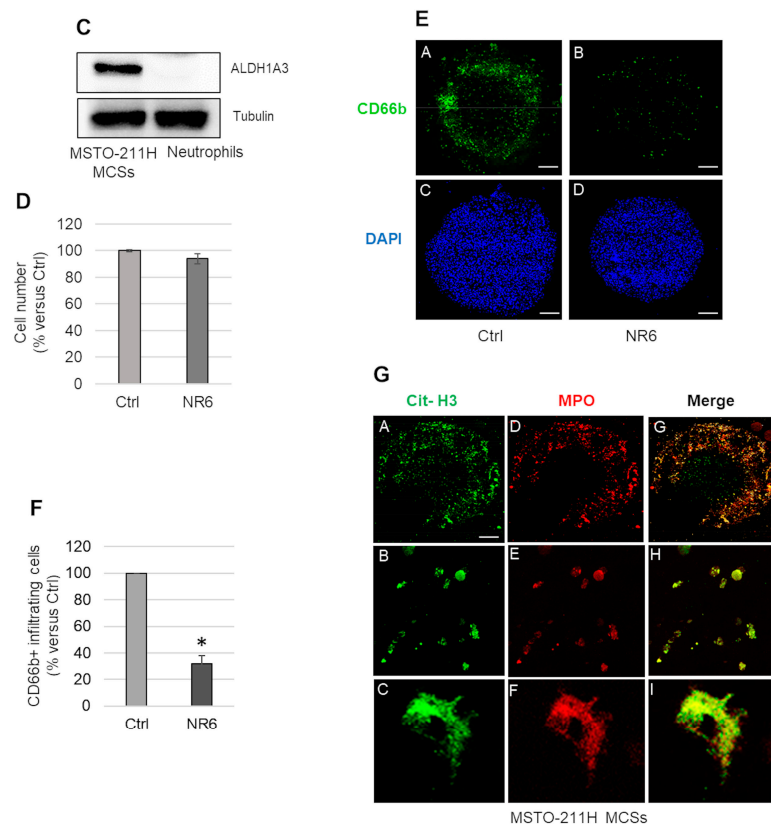 C
ALDH1A3
Tubulin
MSTO-211H
MCSs
Neutrophils
D
Cell number
(% versus Ctrl)
120
100
80
60
40
20
0
Ctrl
NR6
F
CD66b+ infiltrating cells
(% versus Ctrl)
120
100
80
60
40
20
0
*
Ctrl
NR6
E
A
B
CD66b
C
D
DAPI
Ctrl
NR6
G
Cit- H3
MPO
Merge
A
D
G
B
E
H
C
F
I
MSTO-211H MCSs